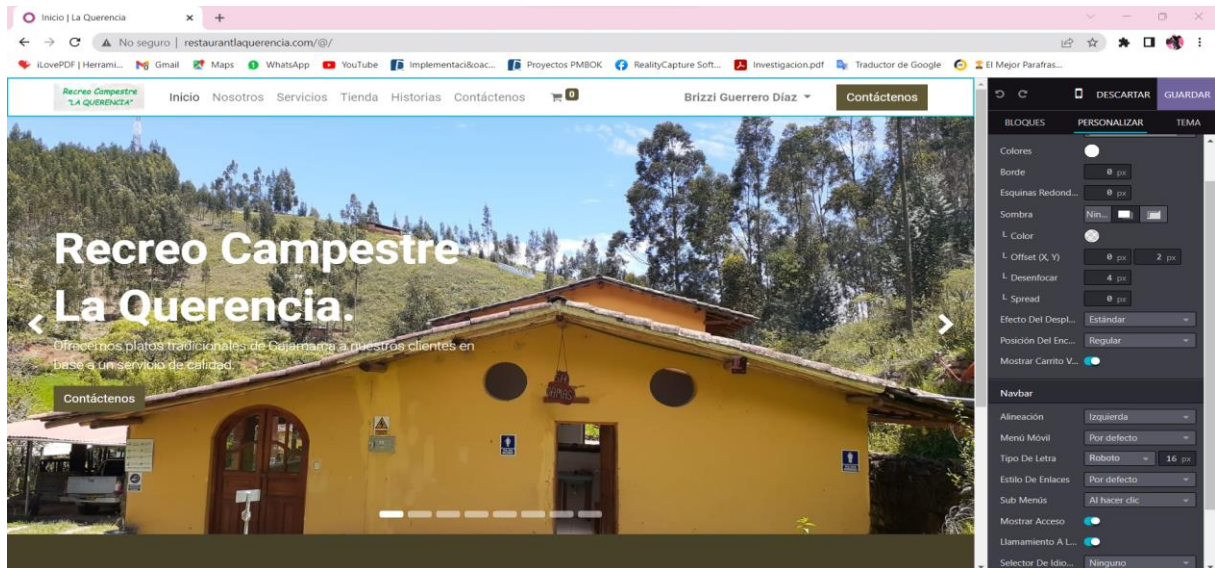 Inicio | La Querencia
No seguro | restaurantlaquerencia.com/@/
iLovePDF | Herrami... Gmail Maps WhatsApp YouTube Implementaci&oac... Proyectos PMBOK RealityCapture Soft... Investigacion.pdf Traductor de Google El Mejor Parafras...
Recreo Campestre
"LA QUERENCIA"
Inicio Nosotros Servicios Tienda Historias Contáctenos 0 Brizzi Guerrero Díaz Contáctenos
Recreo Campestre
La Querencia.
Ofrecemos platos tradicionales de Cajamarca a nuestros clientes en
base a un servicio de calidad.
Contáctenos
DESCARTAR GUARDAR
BLOQUES PERSONALIZAR TEMA
Colores
Borde 0 px
Esquinas Redond... 0 px
Sombra Nin...
Color
Offset (X, Y) 0 px 2 px
Desenfocar 4 px
Spread 0 px
Efecto Del Despl... Estándar
Posición Del Enc... Regular
Mostrar Carrito V...
Navbar
Alineación Izquierda
Menú Móvil Por defecto
Tipo De Letra Roboto 16 px
Estilo De Enlaces Por defecto
Sub Menús Al hacer clic
Mostrar Acceso
Llamamiento A L...
Selector De Idio... Ninguno